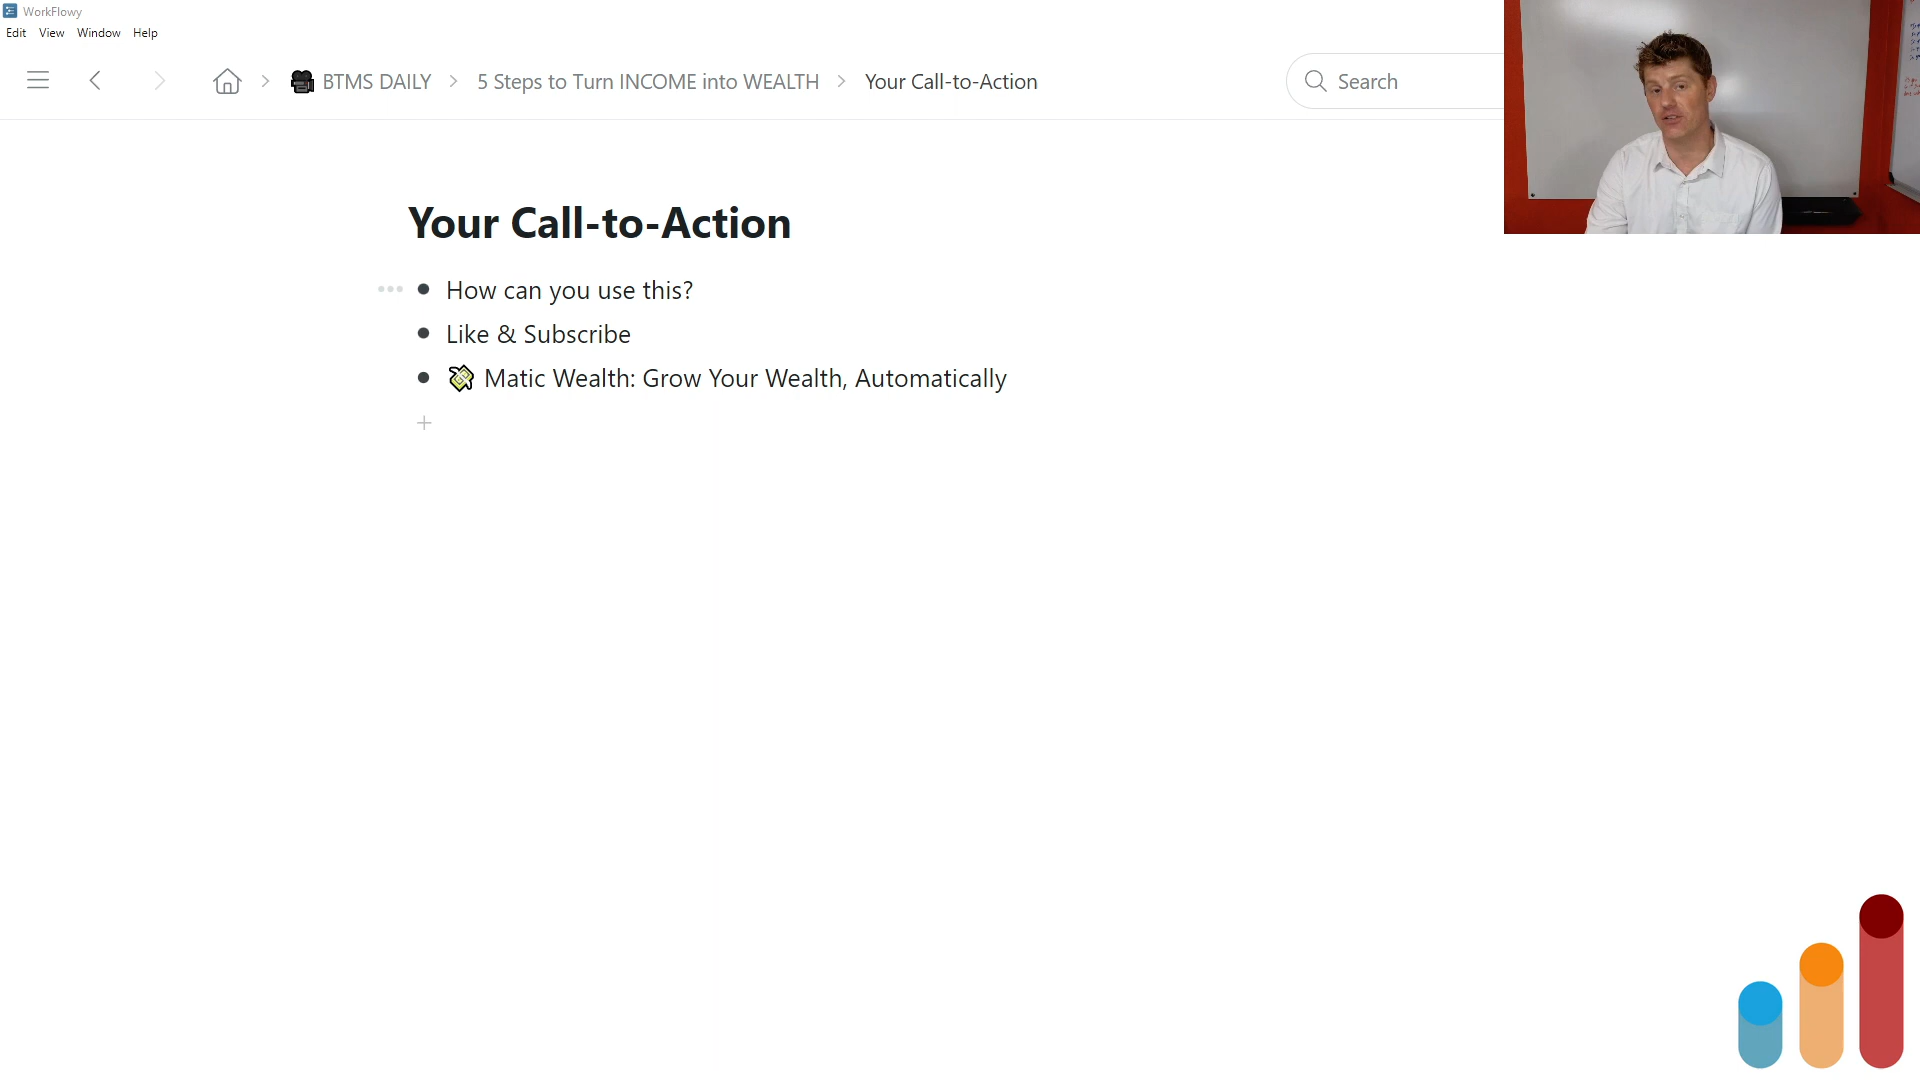 WorkFlowy
Edit View Window Help
BTMS DAILY > 5 Steps to Turn INCOME into WEALTH > Your Call-to-Action
Search
Your Call-to-Action
How can you use this?
Like & Subscribe
Matic Wealth: Grow Your Wealth, Automatically